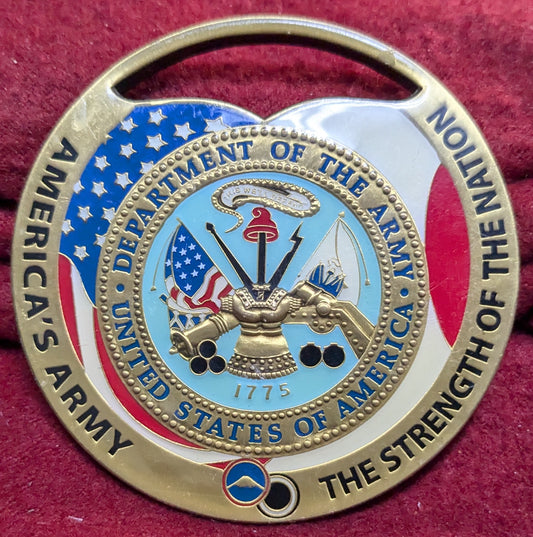 AMERICA'S ARMY
THE STRENGTH OF THE NATION
DEPARTMENT OF THE ARMY
UNITED STATES OF AMERICA
1775